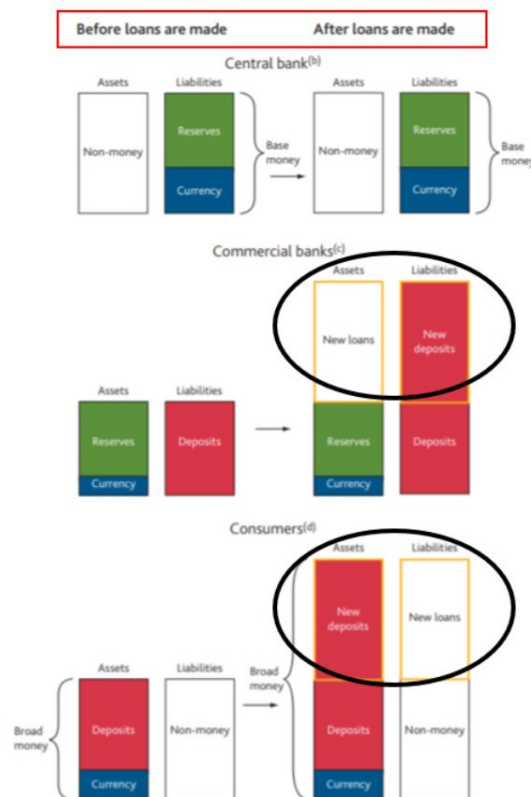 Before loans are made After loans are made
Central bank(b)
Assets Liabilities Assets Liabilities
Reserves Reserves
Non-money Base money Non-money Base money
Currency Currency
Commercial banks(c)
Assets Liabilities
New loans New deposits
Assets Liabilities
Reserves Deposits Reserves Deposits
Currency Currency
Consumers(d)
Assets Liabilities
New deposits New loans
Assets Liabilities Broad money
Broad money Deposits Non-money Deposits Non-money
Currency Currency